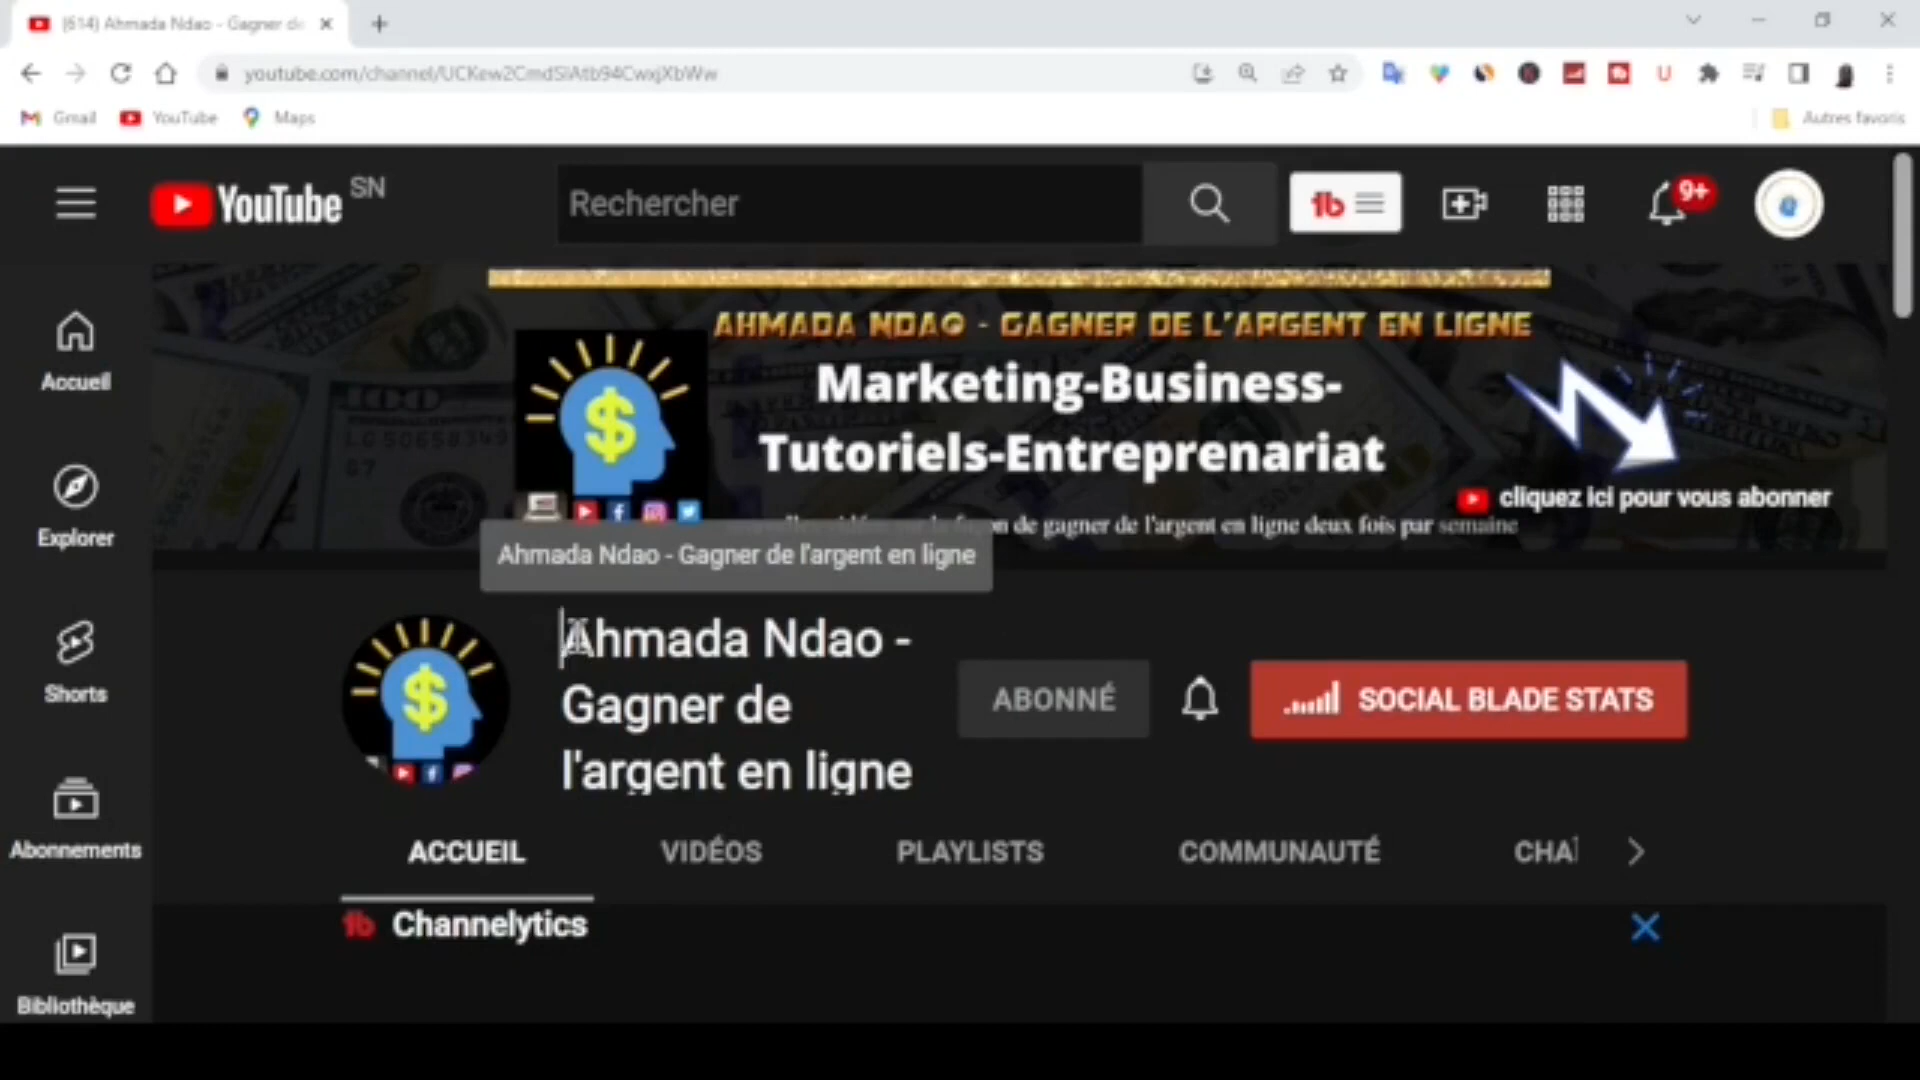 (614) Ahmada Ndao - Gagner de
youtube.com/channel/UCKew2CmdSlAtb94CwxjXbWw
Gmail YouTube Maps Autres favoris
YouTube SN
Rechercher
9+
AHMADA NDAO - GAGNER DE L'ARGENT EN LIGNE
Marketing-Business-
Tutoriels-Entreprenariat
cliquez ici pour vous abonner
de gagner de l'argent en ligne deux fois par semaine
Ahmada Ndao - Gagner de l'argent en ligne
Accueil
Explorer
Shorts
Abonnements
Bibliothèque
Ahmada Ndao -
Gagner de
l'argent en ligne
ABONNÉ
SOCIAL BLADE STATS
ACCUEIL VIDÉOS PLAYLISTS COMMUNAUTÉ
Channelytics